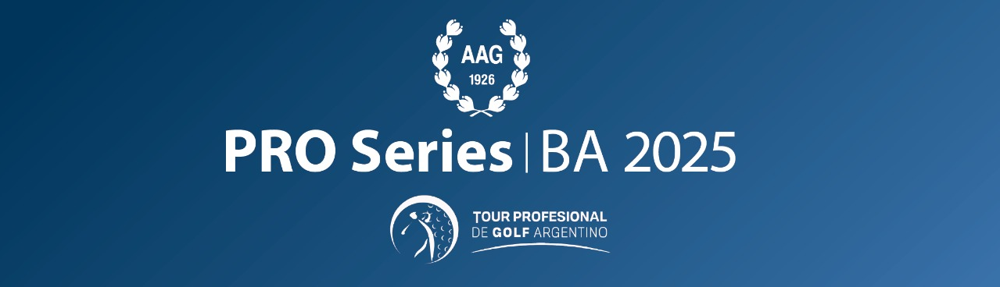 AAG
1926
PRO Series | BA 2025
TOUR PROFESIONAL
DE GOLF ARGENTINO